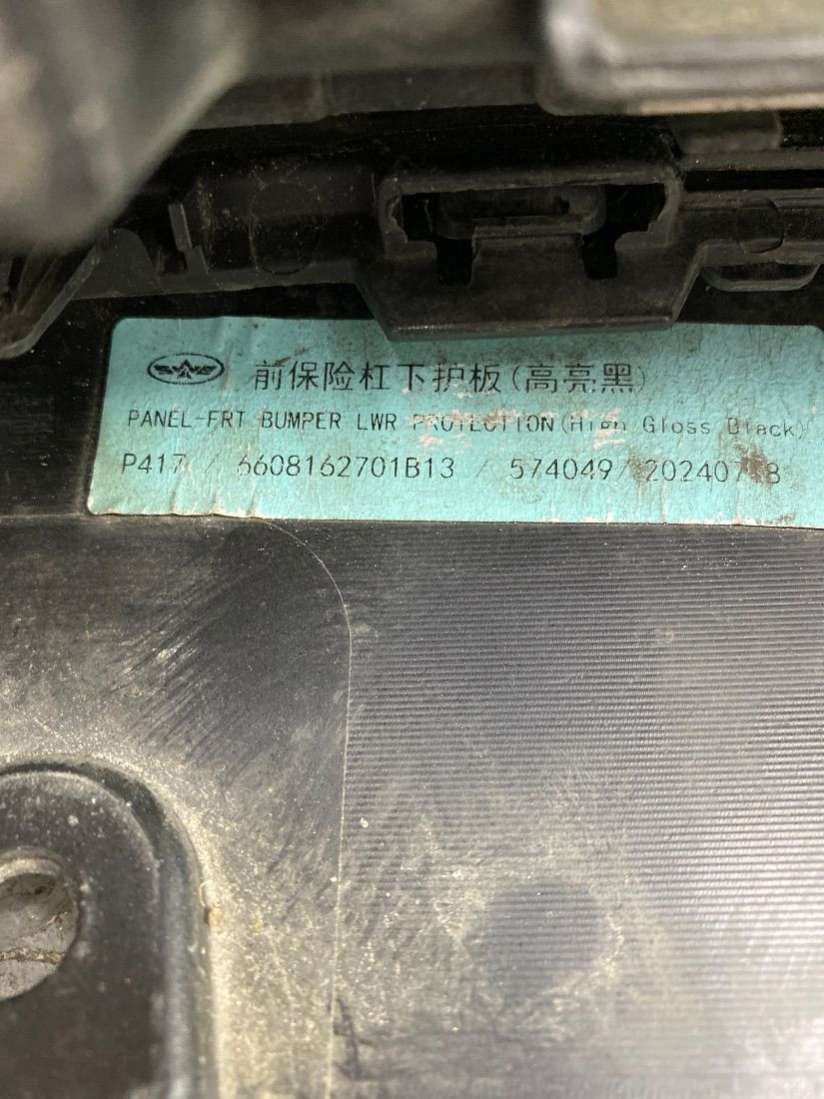 前保险杠下护板(高亮黑)
PANEL-FRT BUMPER LWR PROTECTION(High Gloss Black)
P417 / 6608162701B13 / 574049/